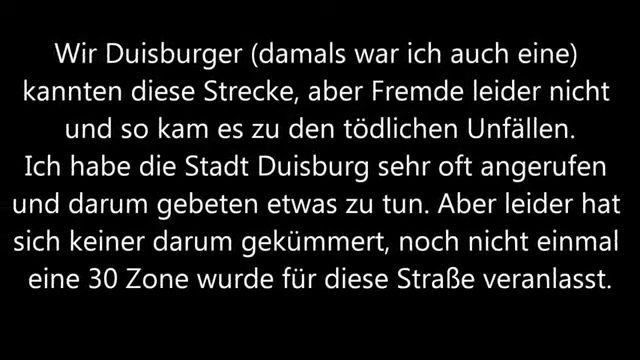 Wir Duisburger (damals war ich auch eine)
kannten diese Strecke, aber Fremde leider nicht
und so kam es zu den tödlichen Unfällen.
Ich habe die Stadt Duisburg sehr oft angerufen
und darum gebeten etwas zu tun. Aber leider hat
sich keiner darum gekümmert, noch nicht einmal
eine 30 Zone wurde für diese Straße veranlasst.